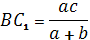 BC₁ = ac / (a + b)